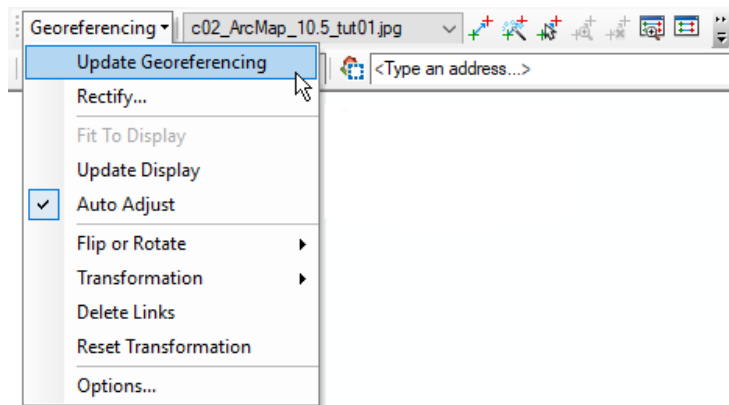 Georeferencing c02_ArcMap_10.5_tut01.jpg
Update Georeferencing <Type an address...>
Rectify...
Fit To Display
Update Display
Auto Adjust
Flip or Rotate
Transformation
Delete Links
Reset Transformation
Options...